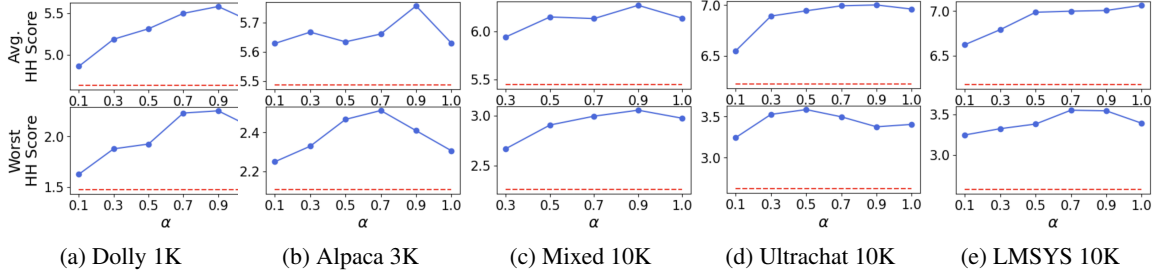 Avg.
HH Score
5.5
5.0
0.1 0.3 0.5 0.7 0.9
5.7
5.6
5.5
0.1 0.3 0.5 0.7 0.9 1.0
6.0
5.5
0.3 0.5 0.7 0.9 1.0
7.0
6.5
0.1 0.3 0.5 0.7 0.9 1.0
7.0
6.5
0.1 0.3 0.5 0.7 0.9 1.0
Worst
HH Score
2.0
1.5
0.1 0.3 0.5 0.7 0.9
α
2.4
2.2
0.1 0.3 0.5 0.7 0.9 1.0
α
3.0
2.5
0.3 0.5 0.7 0.9 1.0
α
3.5
3.0
0.1 0.3 0.5 0.7 0.9 1.0
α
3.5
3.0
0.1 0.3 0.5 0.7 0.9 1.0
α
(a) Dolly 1K
(b) Alpaca 3K
(c) Mixed 10K
(d) Ultrachat 10K
(e) LMSYS 10K